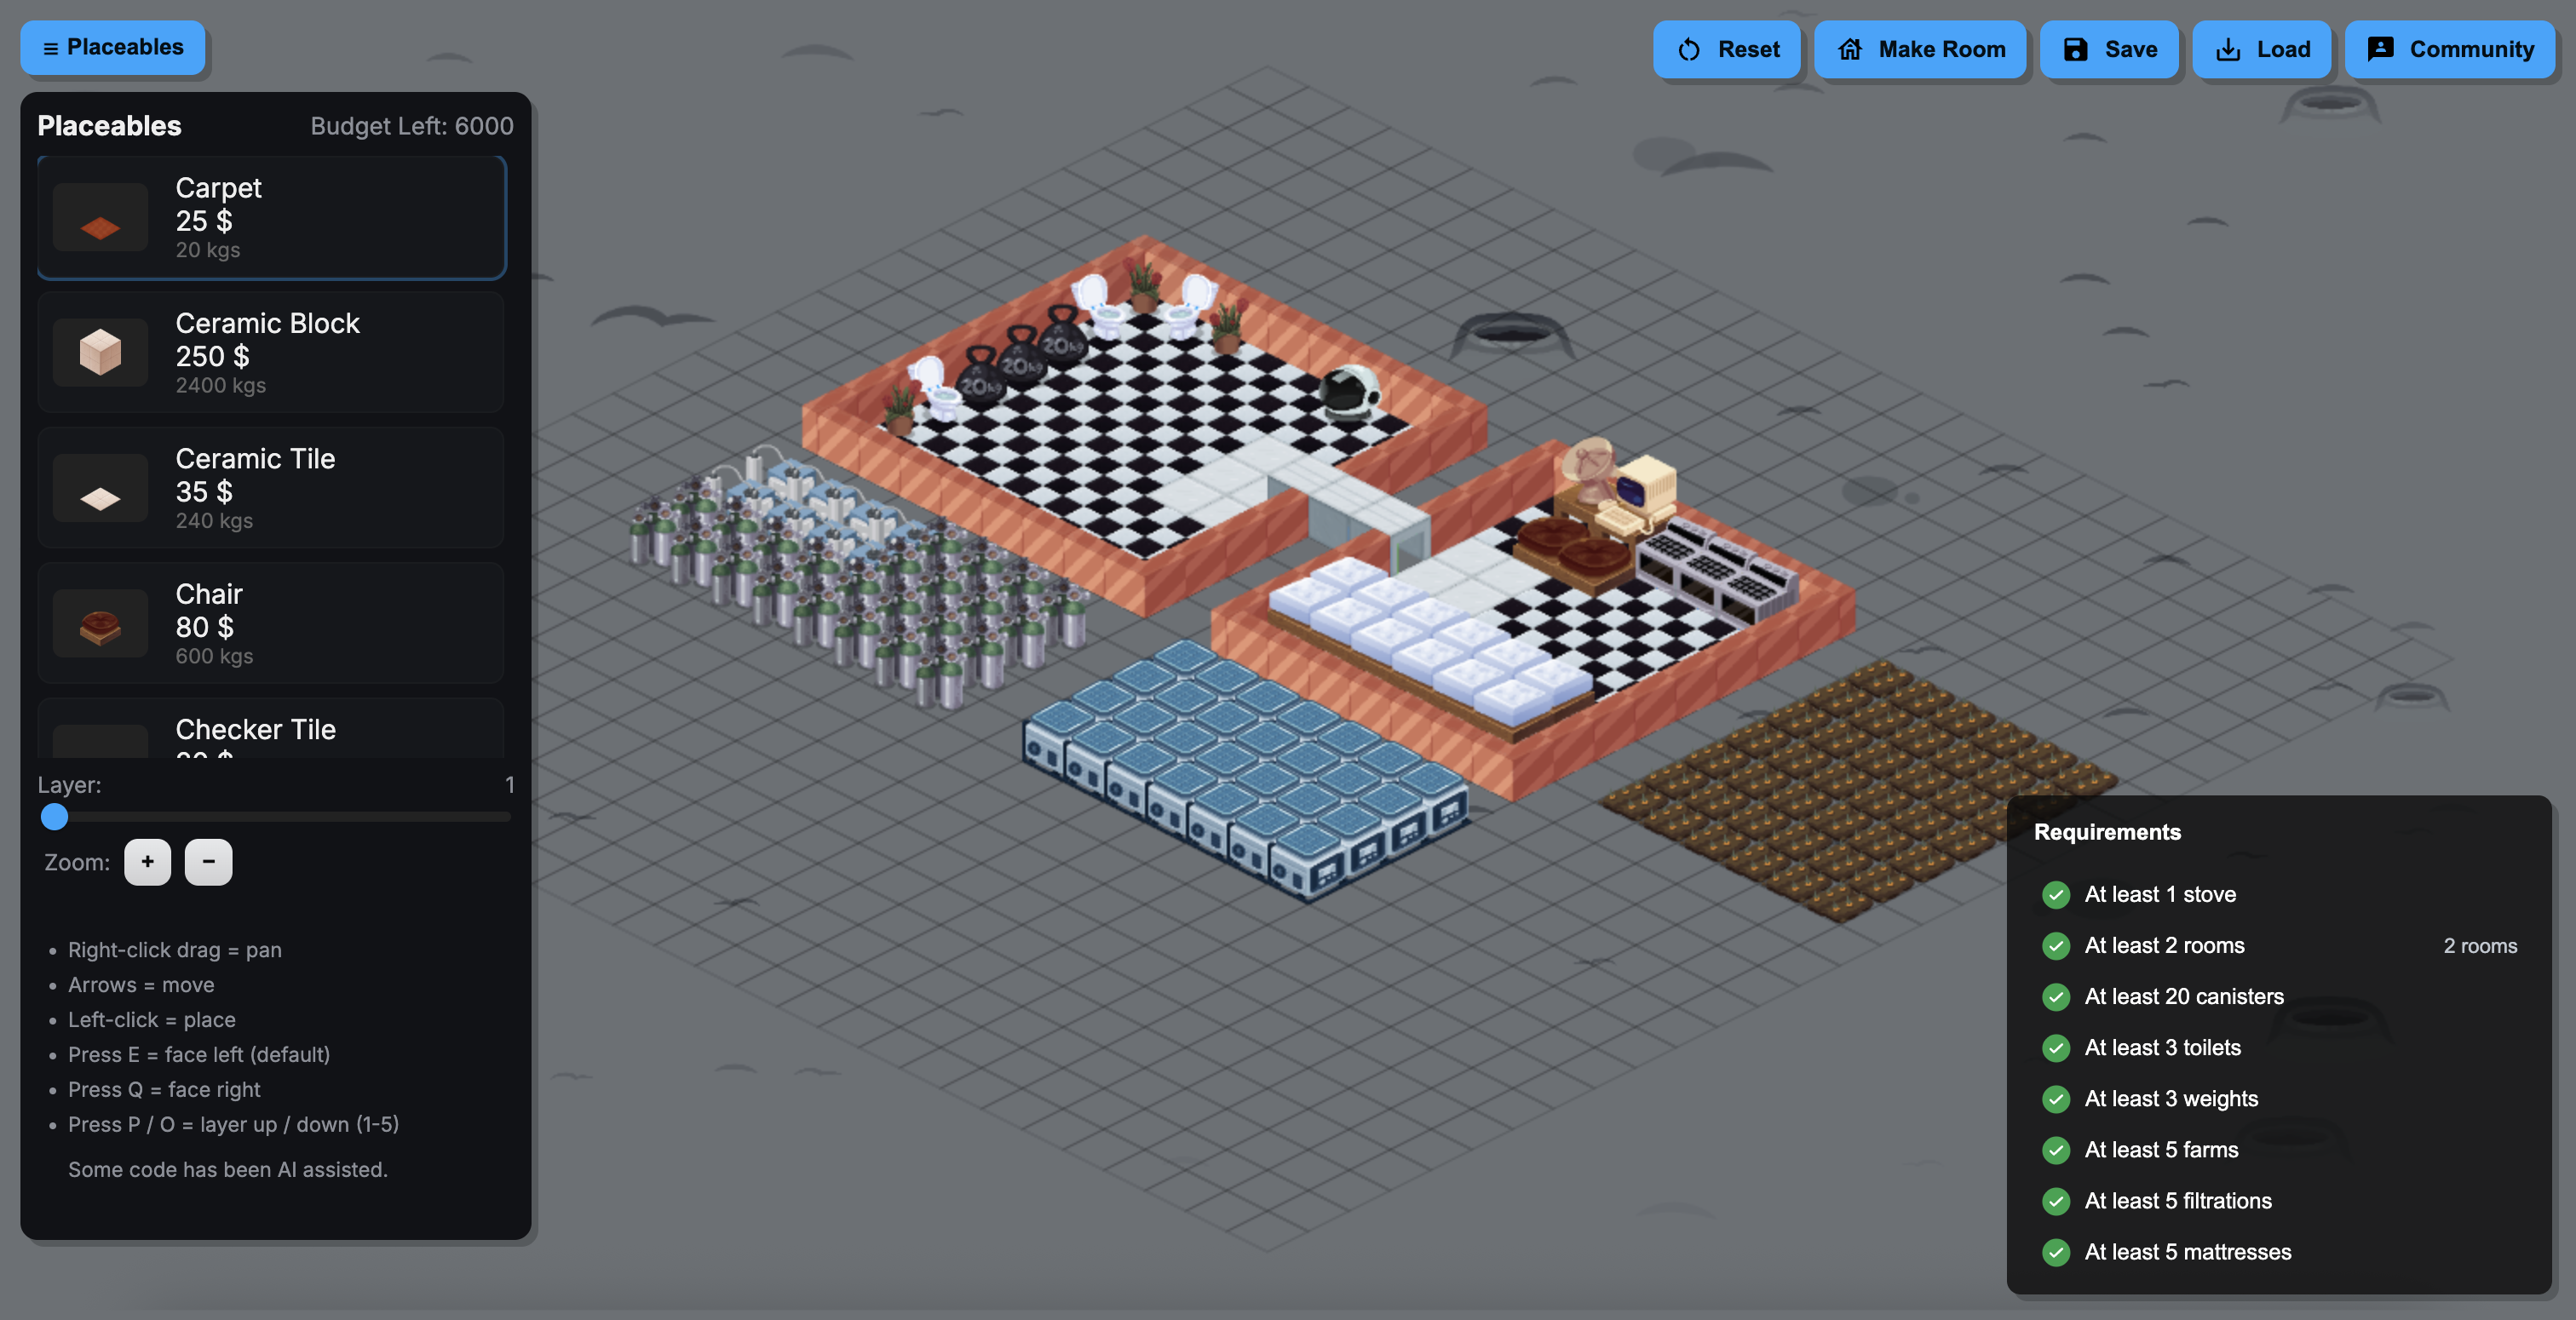 ≡ Placeables
Reset
Make Room
Save
Load
Community
Placeables
Budget Left: 6000
Carpet
25 $
20 kgs
Ceramic Block
250 $
2400 kgs
Ceramic Tile
35 $
240 kgs
Chair
80 $
600 kgs
Checker Tile
Layer:
1
Zoom:
+
−
• Right-click drag = pan
• Arrows = move
• Left-click = place
• Press E = face left (default)
• Press Q = face right
• Press P / O = layer up / down (1-5)
Some code has been AI assisted.
20kg
20kg
20kg
Requirements
At least 1 stove
At least 2 rooms
2 rooms
At least 20 canisters
At least 3 toilets
At least 3 weights
At least 5 farms
At least 5 filtrations
At least 5 mattresses